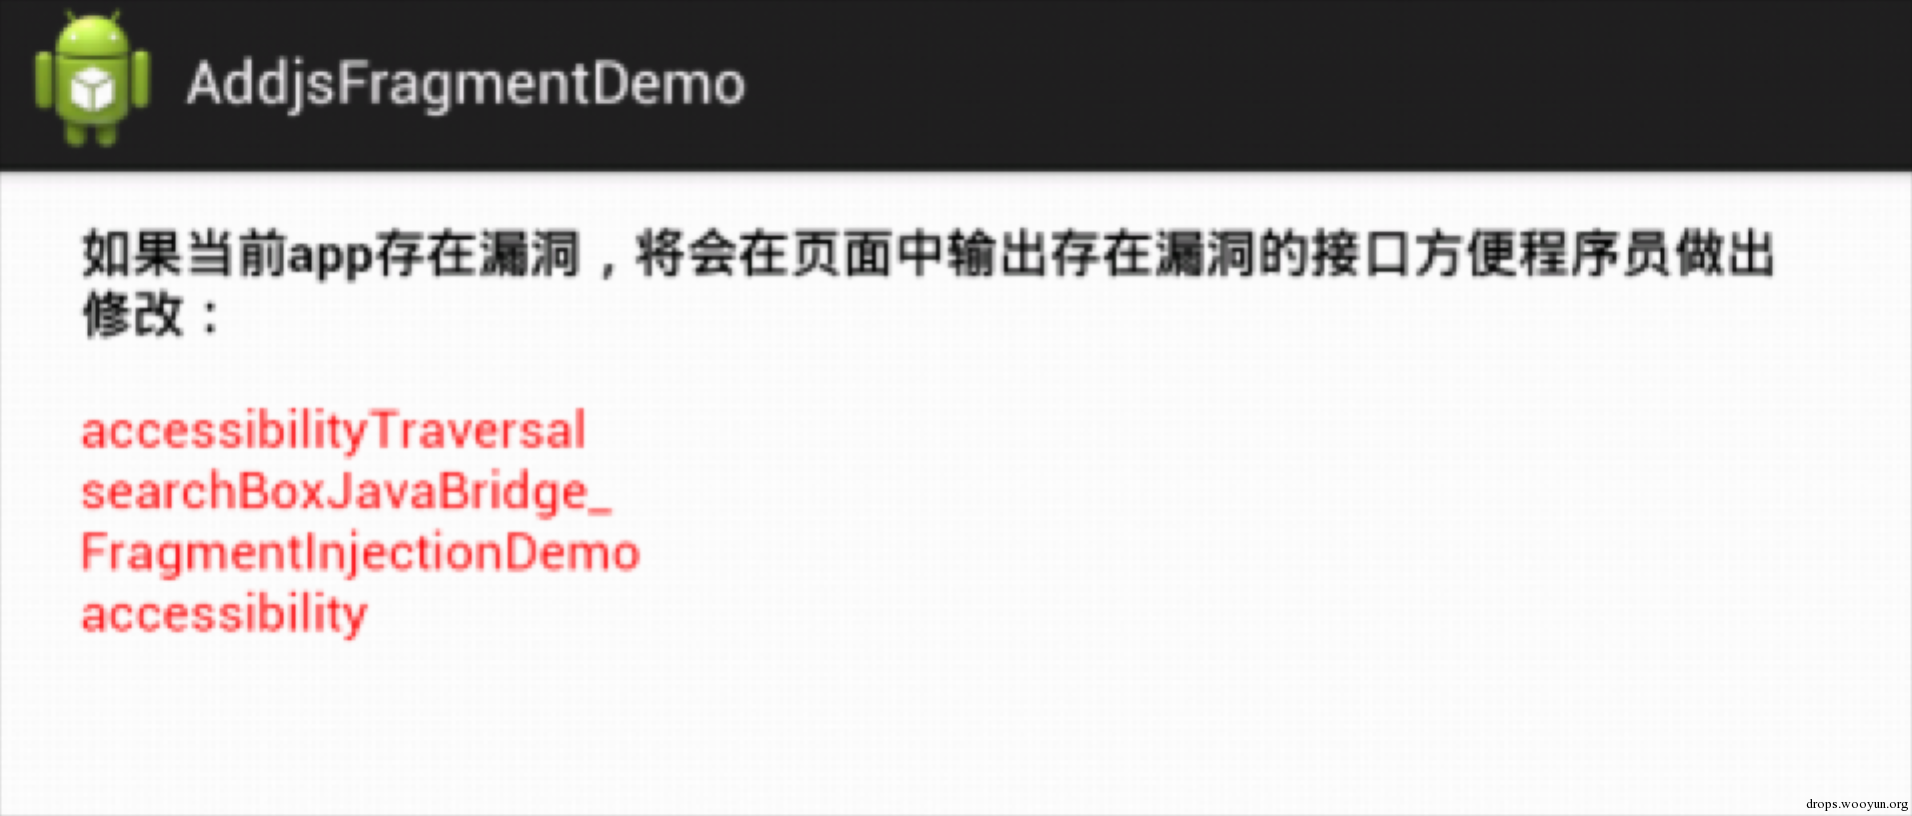 AddjsFragmentDemo
如果当前app存在漏洞，将会在页面中输出存在漏洞的接口方便程序员做出
修改：
accessibilityTraversal
searchBoxJavaBridge_
FragmentInjectionDemo
accessibility
drops.wooyun.org